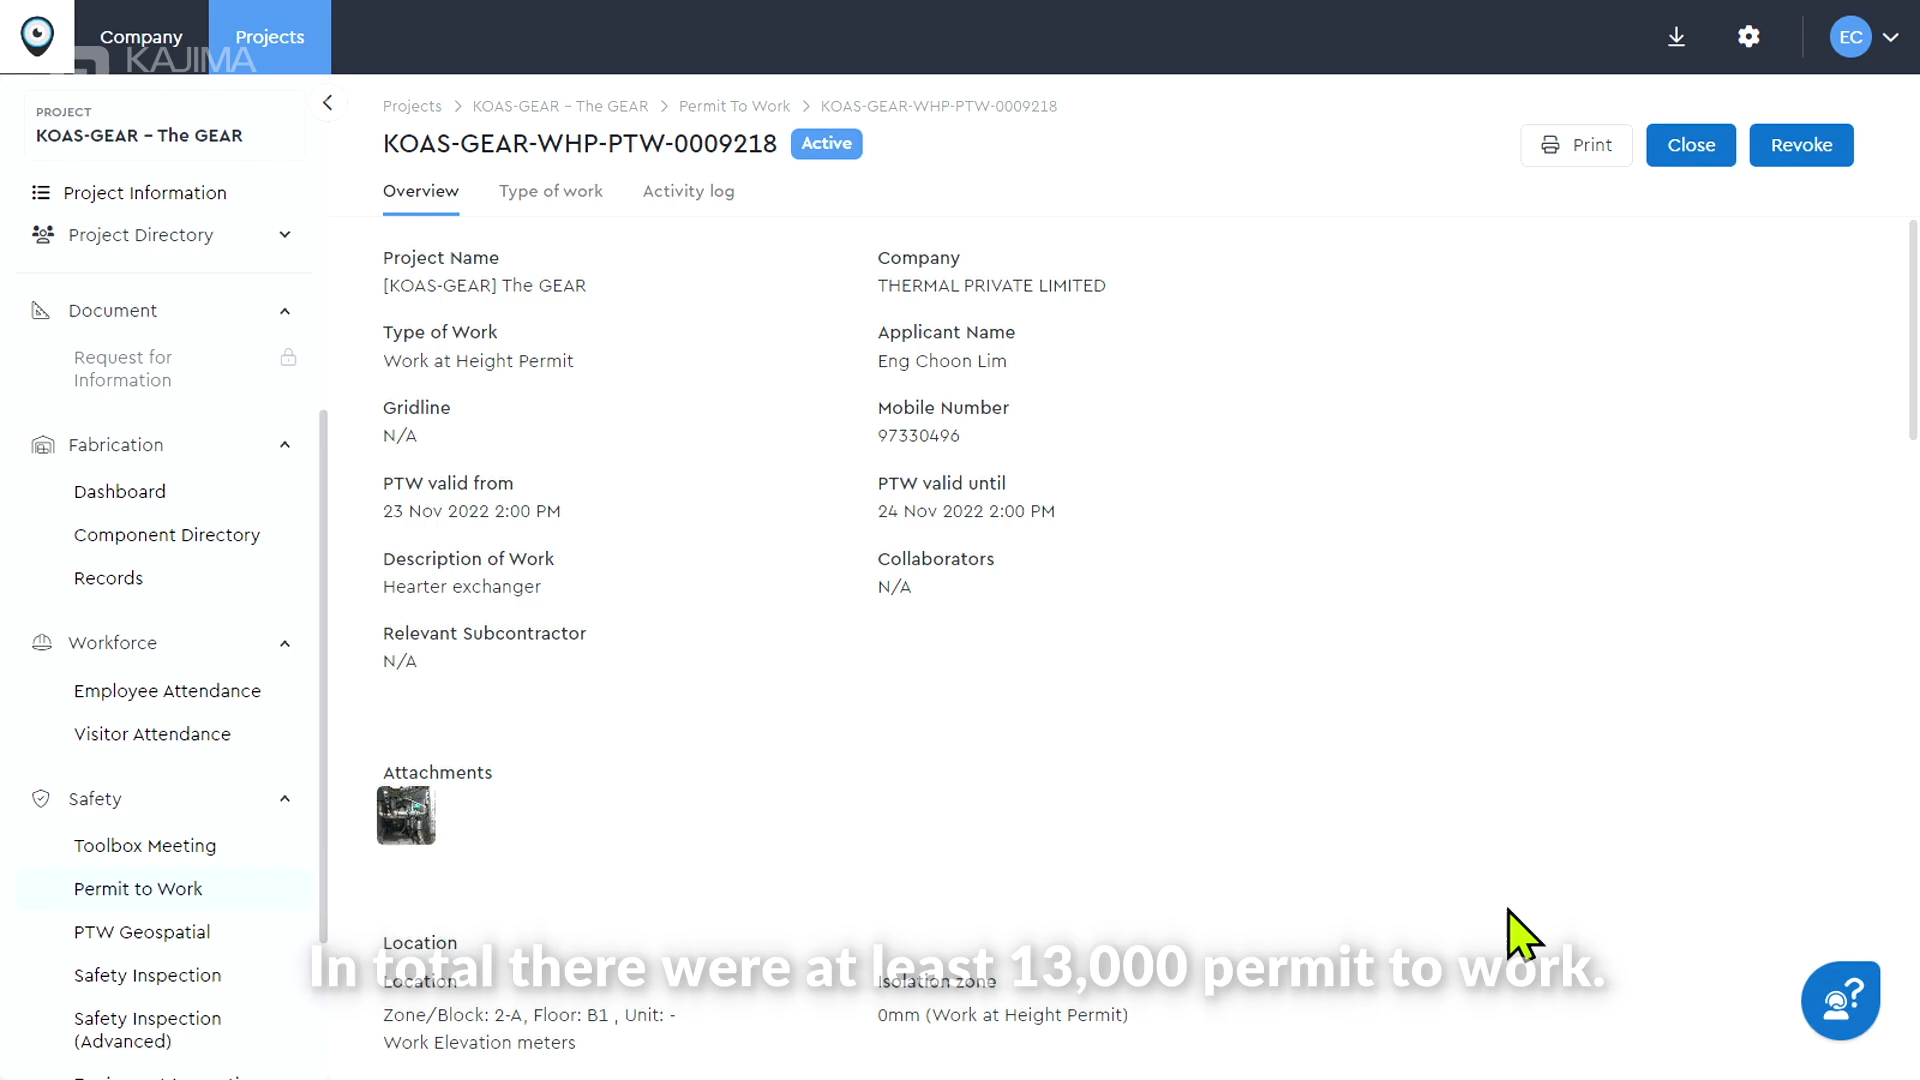 Company
Projects
KAJIMA
EC
PROJECT
KOAS-GEAR - The GEAR
Project Information
Project Directory
Document
Request for
Information
Fabrication
Dashboard
Component Directory
Records
Workforce
Employee Attendance
Visitor Attendance
Safety
Toolbox Meeting
Permit to Work
PTW Geospatial
Safety Inspection
Safety Inspection
(Advanced)
Projects > KOAS-GEAR - The GEAR > Permit To Work > KOAS-GEAR-WHP-PTW-0009218
KOAS-GEAR-WHP-PTW-0009218 Active
Print
Close
Revoke
Overview
Type of work
Activity log
Project Name
[KOAS-GEAR] The GEAR
Company
THERMAL PRIVATE LIMITED
Type of Work
Work at Height Permit
Applicant Name
Eng Choon Lim
Gridline
N/A
Mobile Number
97330496
PTW valid from
23 Nov 2022 2:00 PM
PTW valid until
24 Nov 2022 2:00 PM
Description of Work
Hearter exchanger
Collaborators
N/A
Relevant Subcontractor
N/A
Attachments
Location
Location
Zone/Block: 2-A, Floor: B1 , Unit: -
Work Elevation meters
Isolation zone
0mm (Work at Height Permit)
In total there were at least 13,000 permit to work.
?